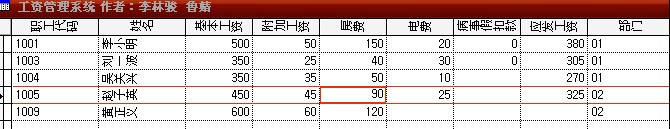 工资管理系统 作者：李林骏 鲁婧
职工代码 姓名 基本工资 附加工资 房费 电费 病事假扣款 应发工资 部门
1001 李小明 500 50 150 20 0 380 01
1003 刘一波 350 25 40 30 0 305 01
1004 吴天兴 350 35 50 10 270 01
1005 赵子英 450 45 90 25 325 02
1009 黄正义 600 60 120 02